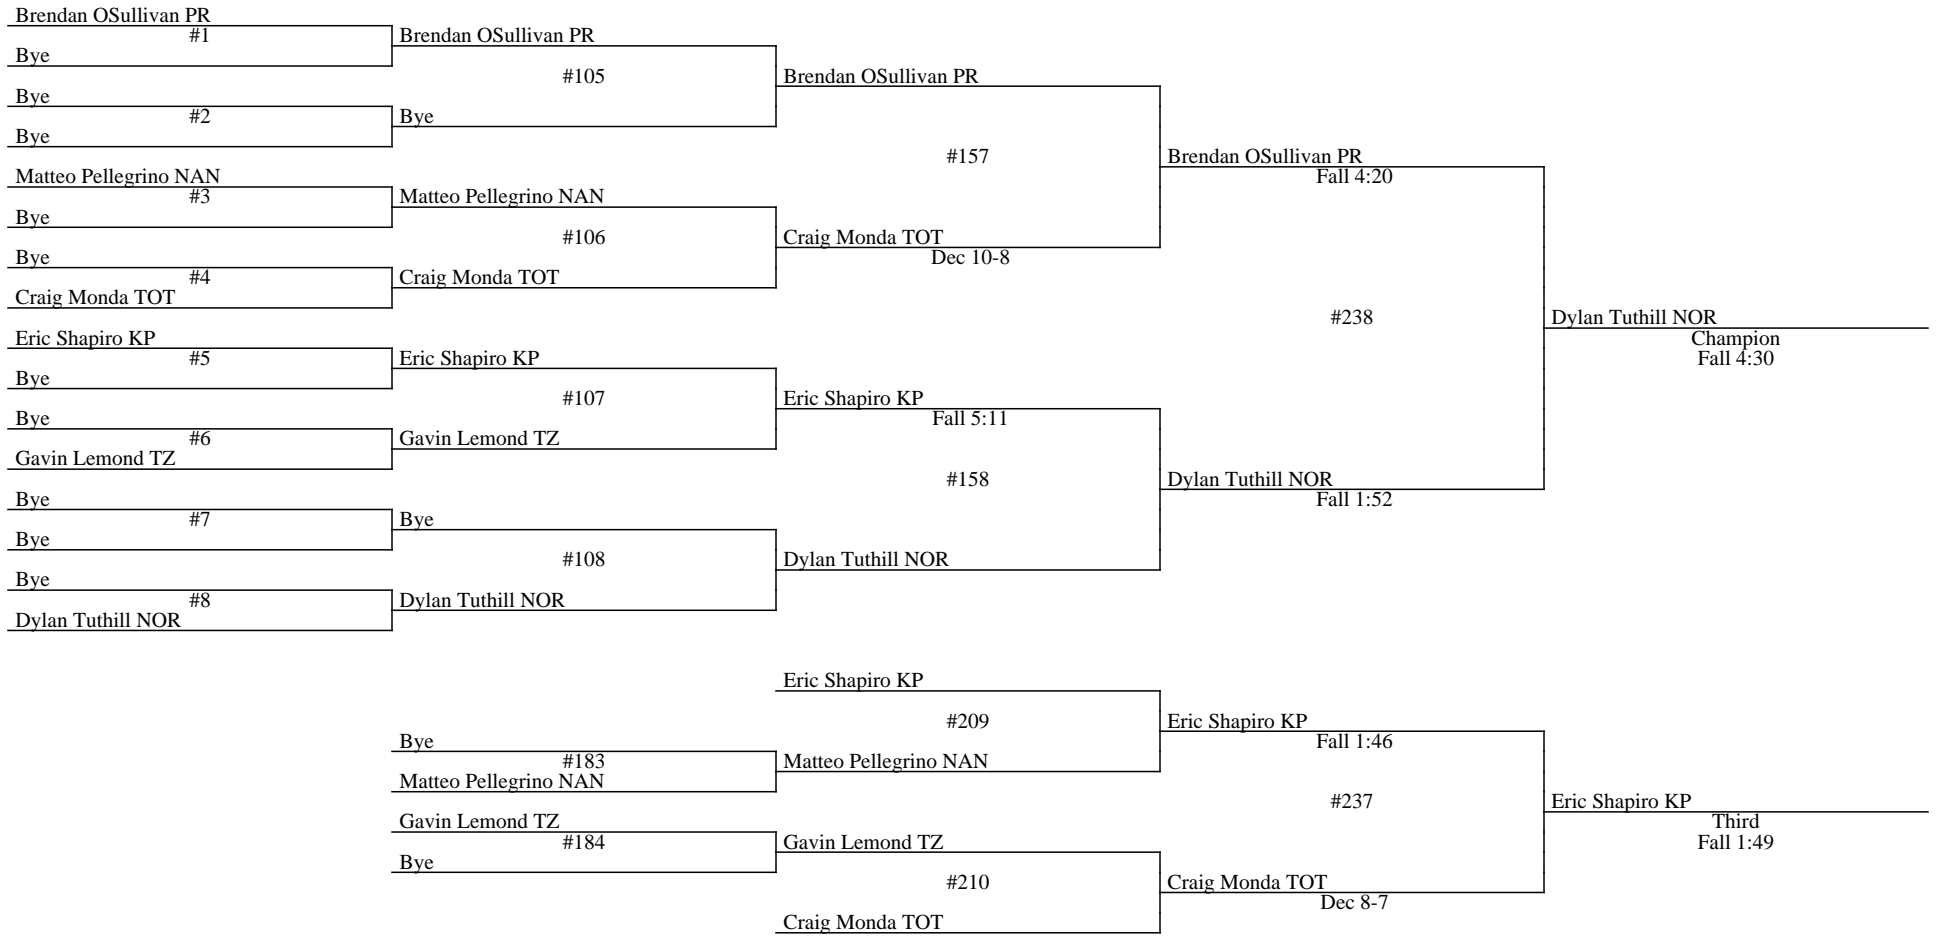 Brendan OSullivan PR
#1
Bye
Bye
#2
Bye
Matteo Pellegrino NAN
#3
Bye
Bye
#4
Craig Monda TOT
Eric Shapiro KP
#5
Bye
Bye
#6
Gavin Lemond TZ
Bye
#7
Bye
Bye
#8
Dylan Tuthill NOR
Brendan OSullivan PR
#105
Bye
Matteo Pellegrino NAN
#106
Craig Monda TOT
Eric Shapiro KP
#107
Gavin Lemond TZ
Bye
#108
Dylan Tuthill NOR
Brendan OSullivan PR
#157
Craig Monda TOT
Dec 10-8
Eric Shapiro KP
Fall 5:11
#158
Dylan Tuthill NOR
Brendan OSullivan PR
Fall 4:20
#238
Dylan Tuthill NOR
Fall 1:52
Dylan Tuthill NOR
Champion
Fall 4:30
Bye
#183
Matteo Pellegrino NAN
Gavin Lemond TZ
#184
Bye
Eric Shapiro KP
#209
Matteo Pellegrino NAN
Gavin Lemond TZ
#210
Craig Monda TOT
Eric Shapiro KP
Fall 1:46
#237
Craig Monda TOT
Dec 8-7
Eric Shapiro KP
Third
Fall 1:49